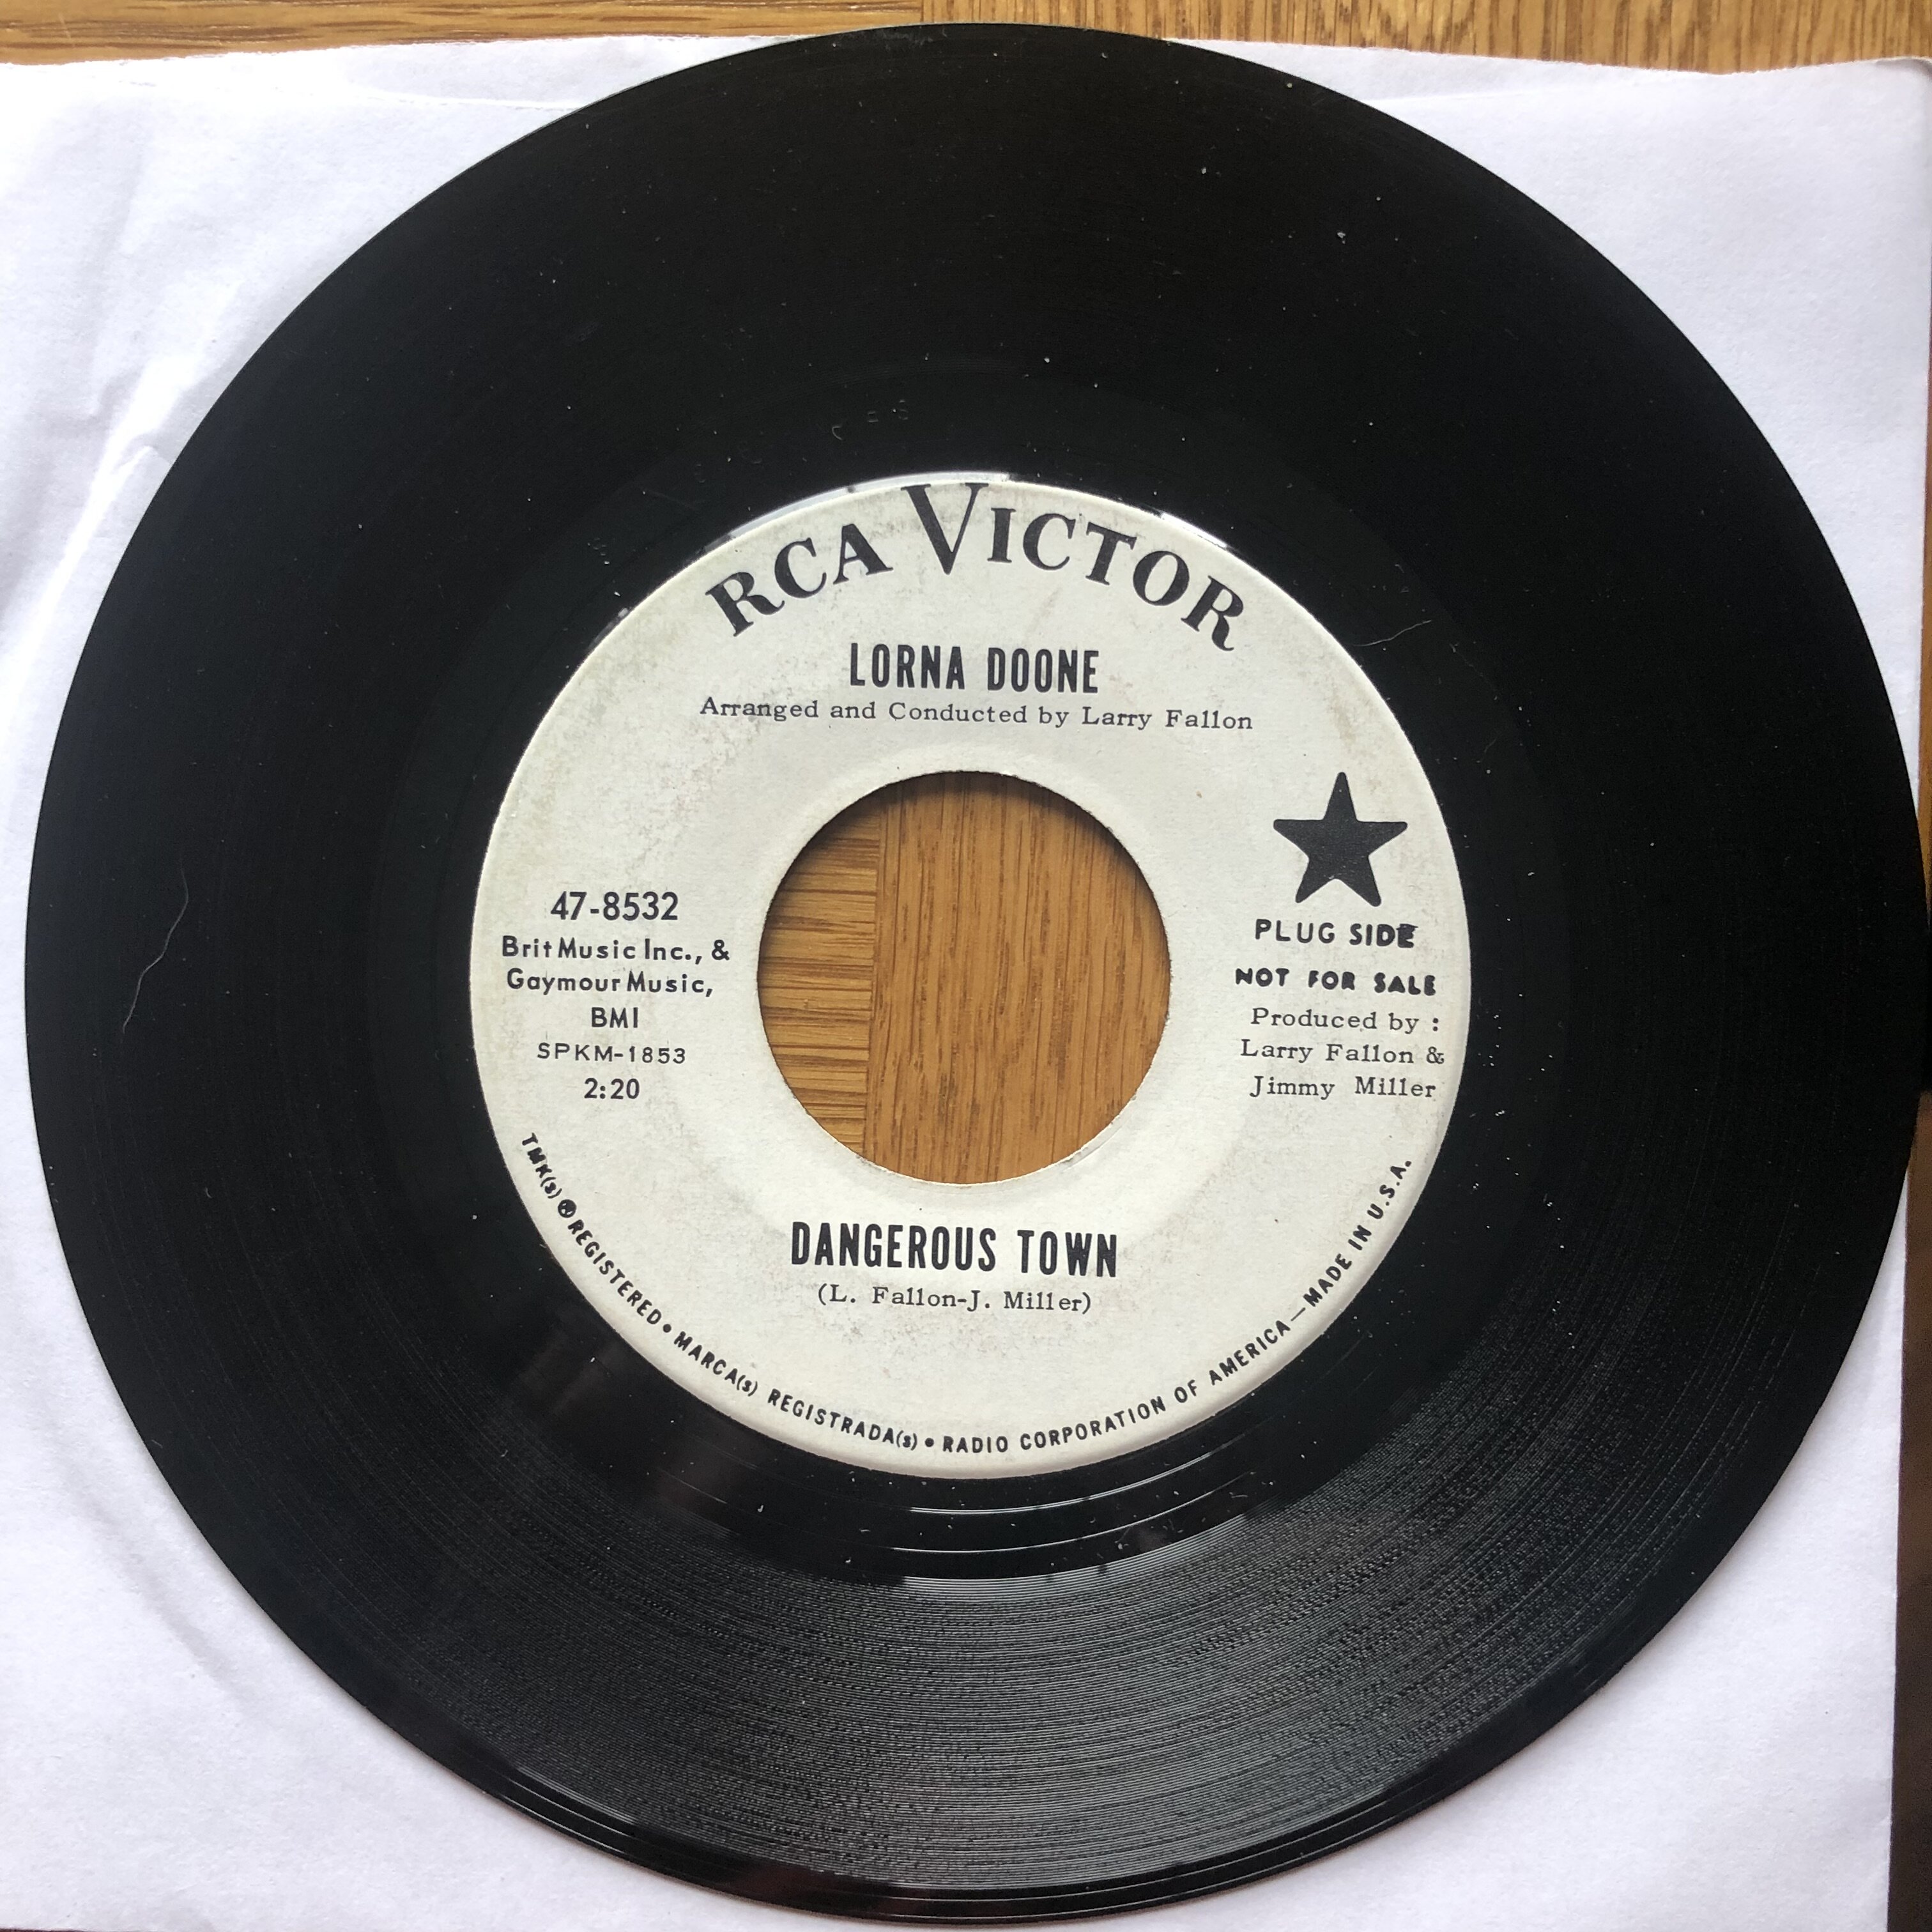 RCA VICTOR
LORNA DOONE
Arranged and Conducted by Larry Fallon
47-8532
Brit Music Inc., &
Gaymour Music,
BMI
SPKM-1853
2:20
PLUG SIDE
NOT FOR SALE
Produced by :
Larry Fallon &
Jimmy Miller
DANGEROUS TOWN
(L. Fallon-J. Miller)
TMK(s) ® REGISTERED • MARCA(s) REGISTRADA(s) • RADIO CORPORATION OF AMERICA—MADE IN U.S.A.